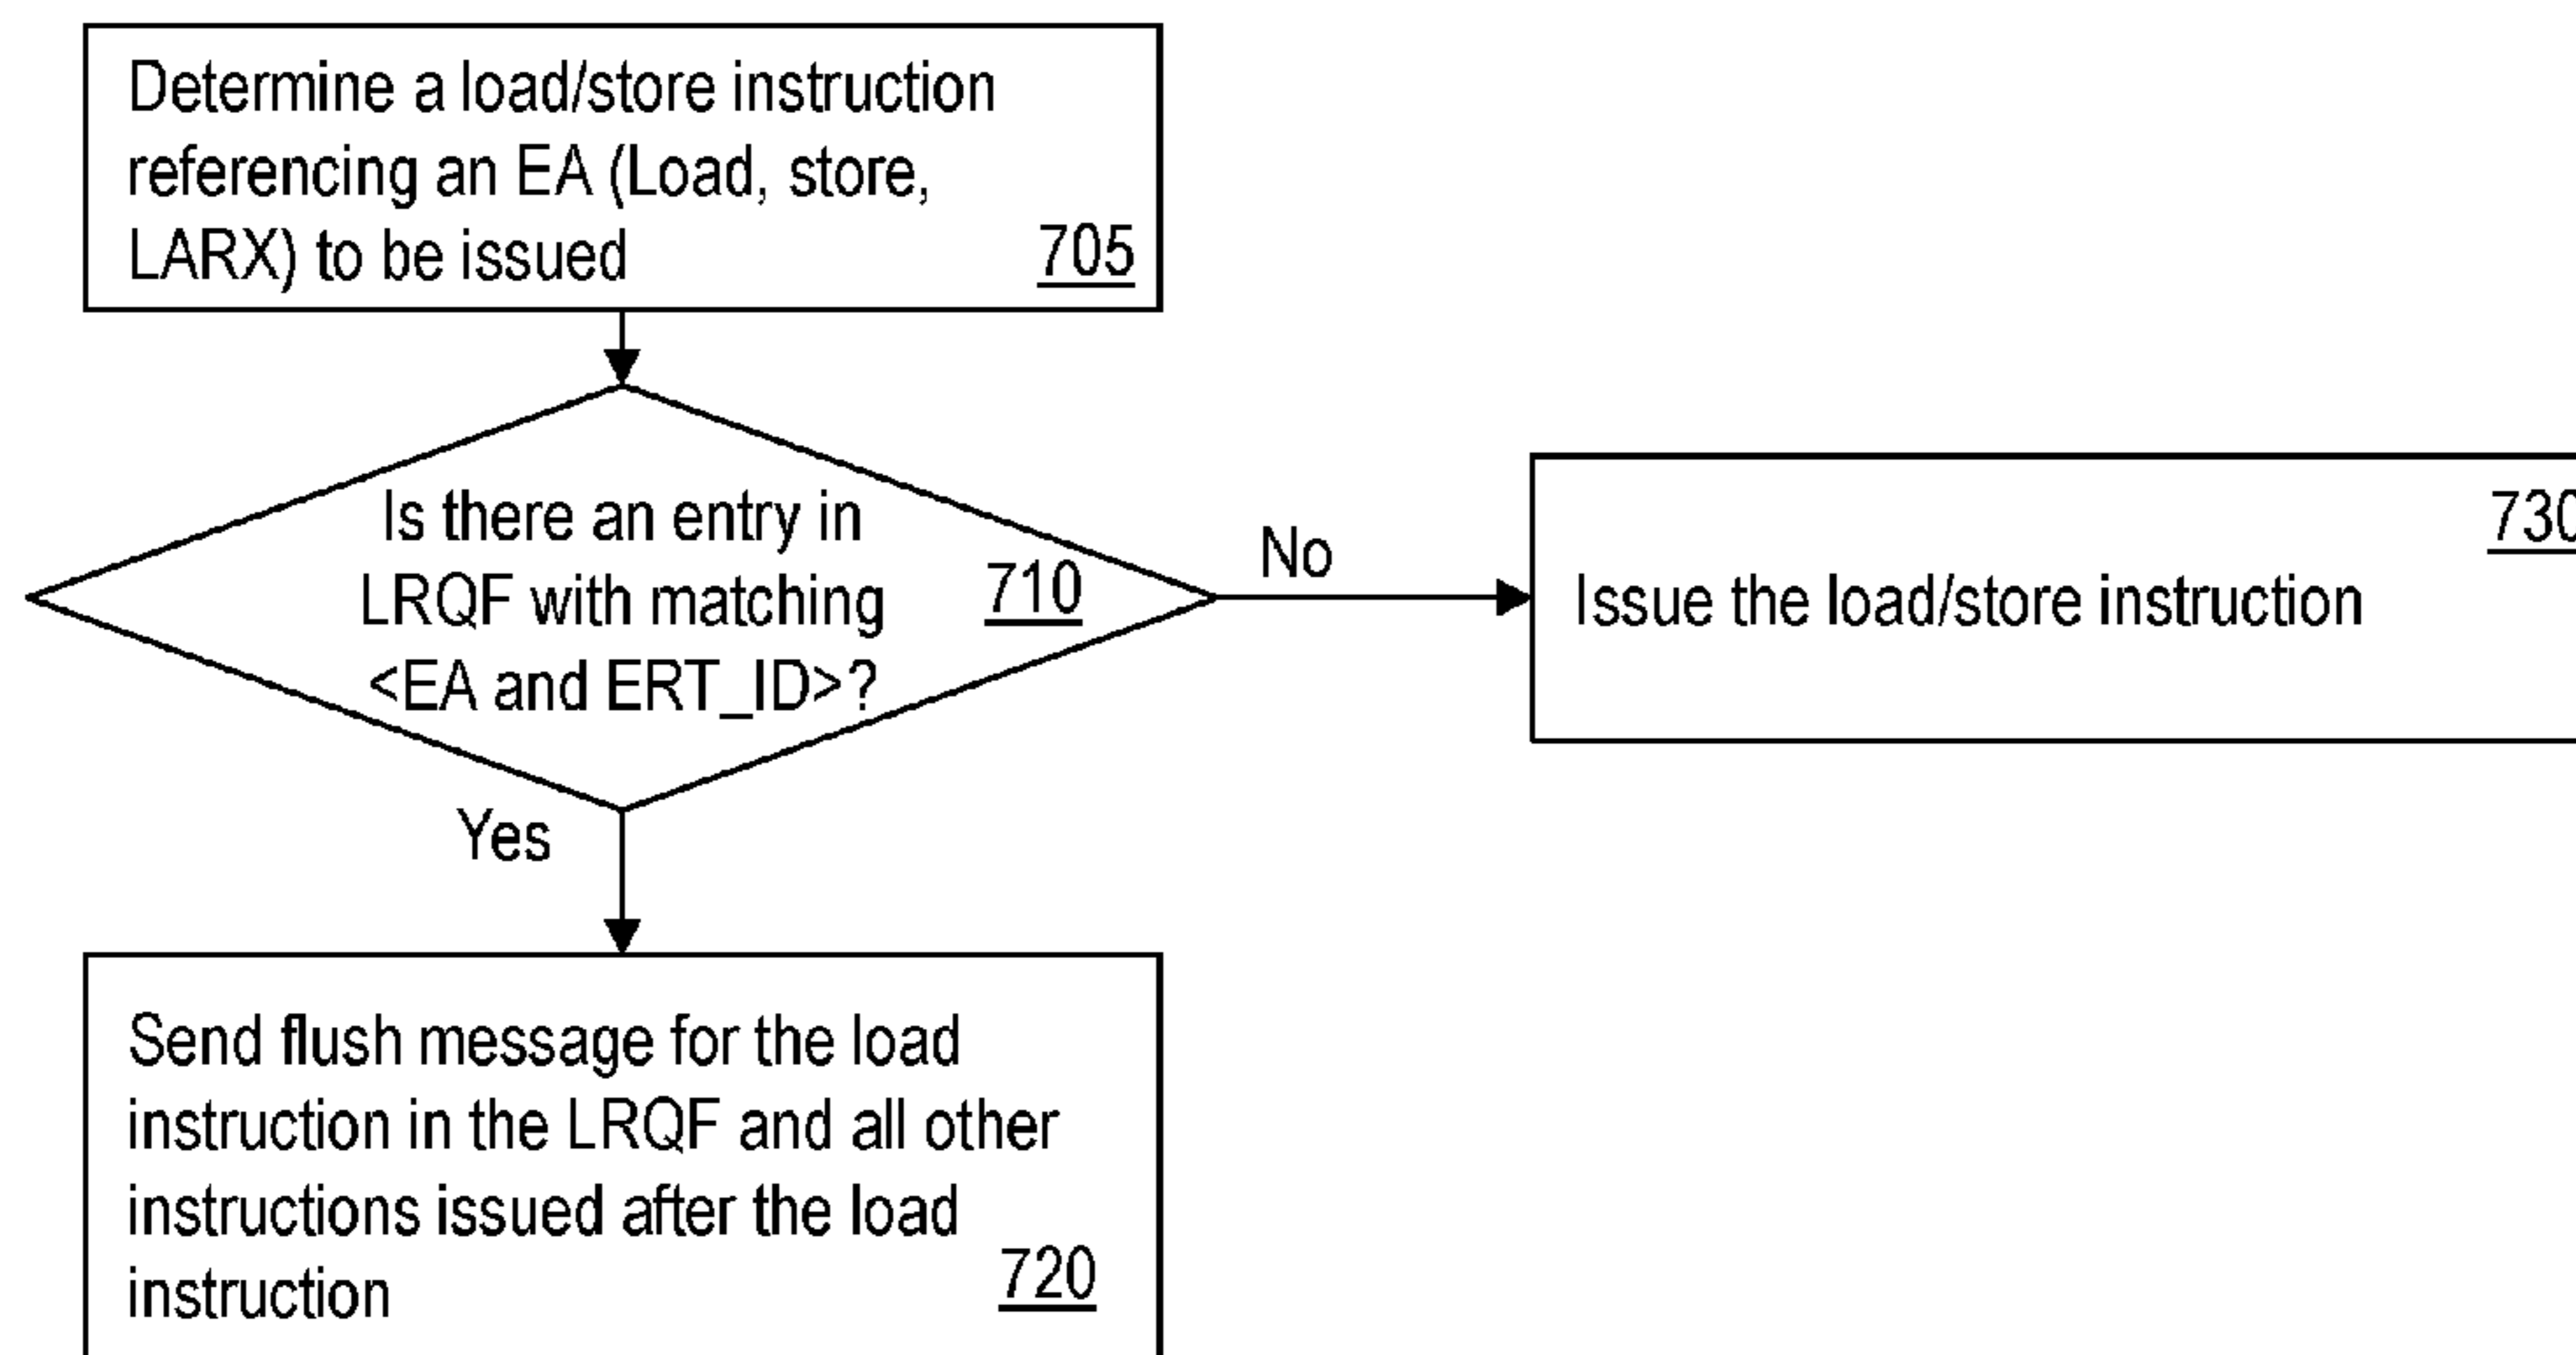 Determine a load/store instruction
referencing an EA (Load, store,
LARX) to be issued
705
Is there an entry in
LRQF with matching
<EA and ERT_ID>?
710
No
730
Issue the load/store instruction
Yes
Send flush message for the load
instruction in the LRQF and all other
instructions issued after the load
instruction
720